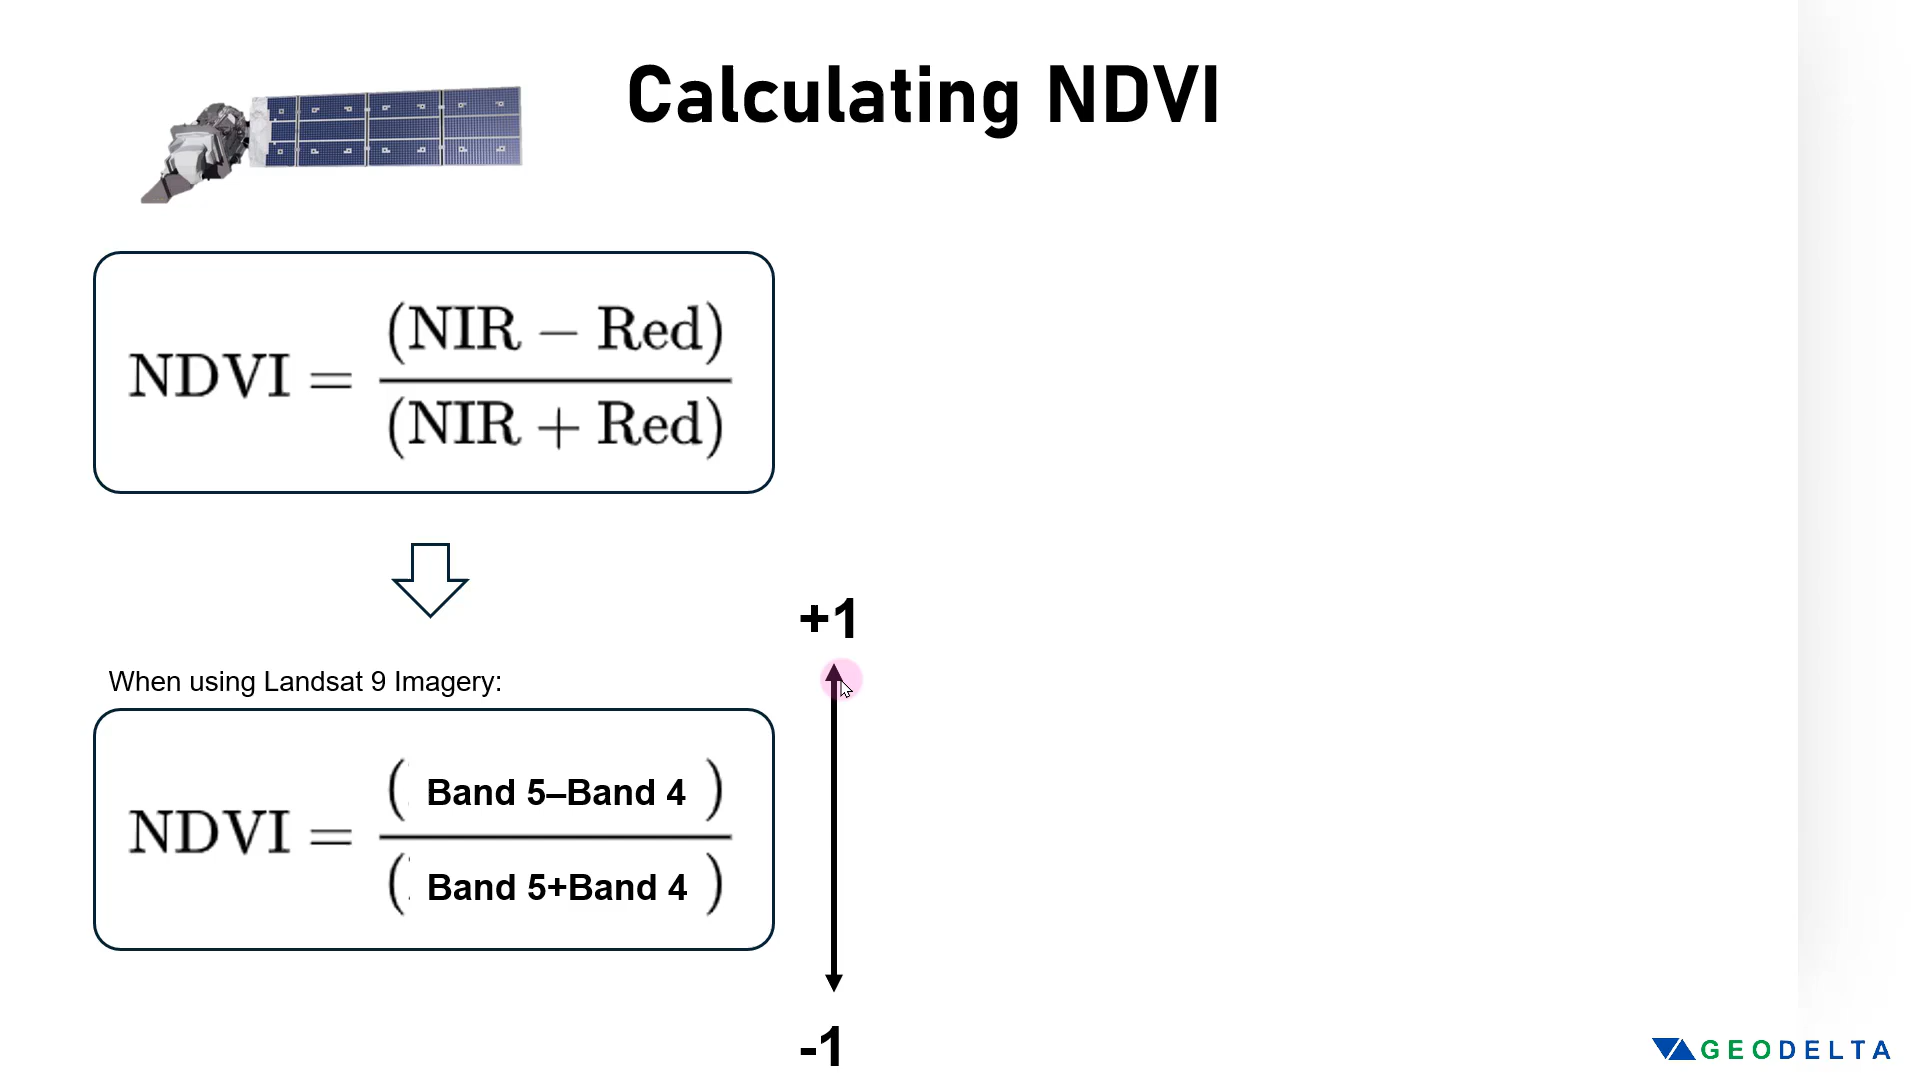 Calculating NDVI
NDVI = (NIR − Red)
(NIR + Red)
When using Landsat 9 Imagery:
NDVI = ( Band 5–Band 4 )
( Band 5+Band 4 )
+1
-1
GEODELTA